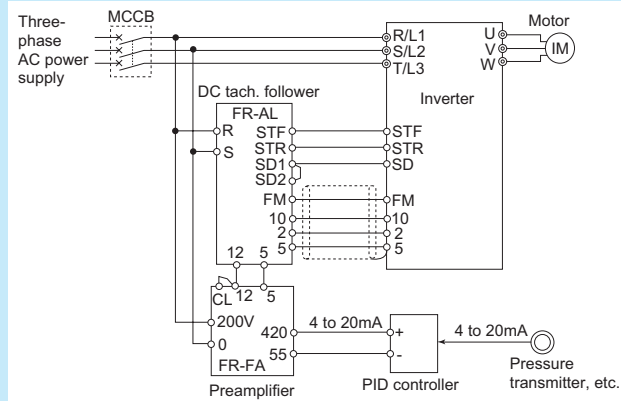 Three-
phase
AC power
supply
MCCB
R/L1
S/L2
T/L3
U
V
W
Motor
IM
Inverter
DC tach. follower
FR-AL
R
S
STF
STR
SD1
SD2
FM
10
2
5
12 5
STF
STR
SD
FM
10
2
5
CL 12 5
200V
0
420
55
FR-FA
Preamplifier
4 to 20mA
+
-
PID controller
4 to 20mA
Pressure
transmitter, etc.